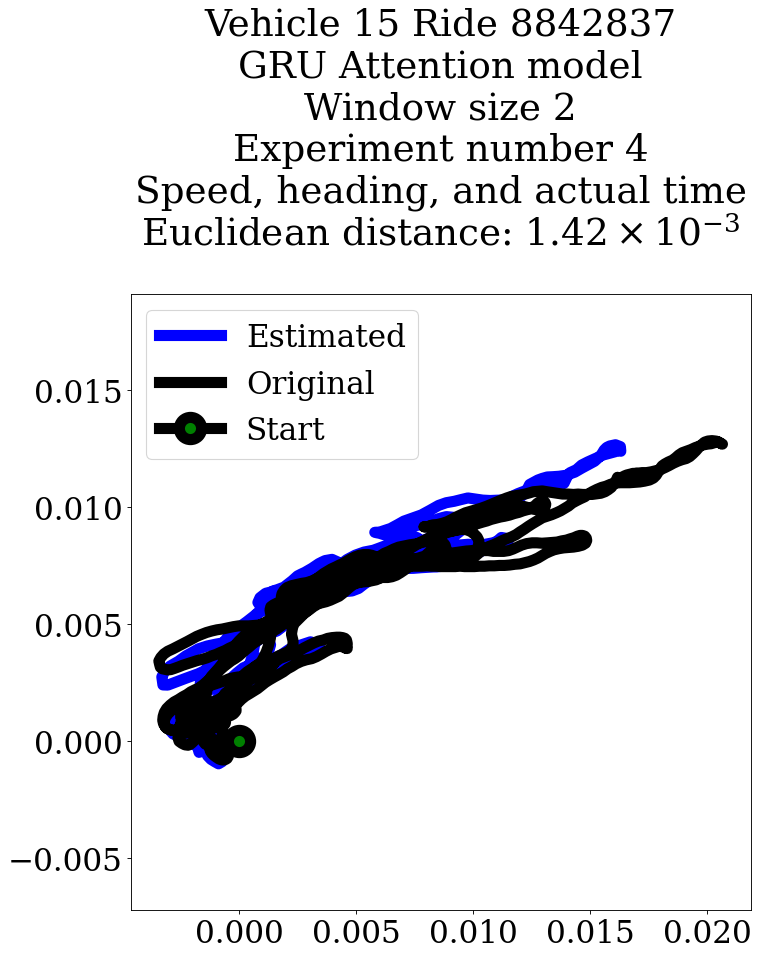 Vehicle 15 Ride 8842837
GRU Attention model
Window size 2
Experiment number 4
Speed, heading, and actual time
Euclidean distance: 1.42 × 10⁻³
Estimated
Original
Start
0.015
0.010
0.005
0.000
−0.005
0.000 0.005 0.010 0.015 0.020